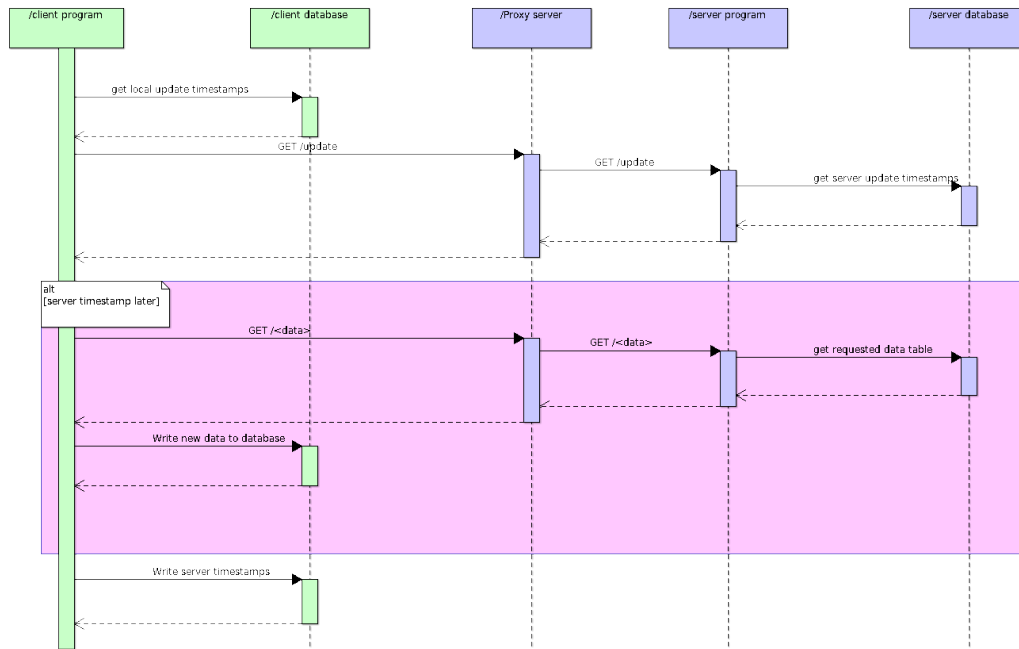 /client program
/client database
/Proxy server
/server program
/server database
get local update timestamps
GET /update
GET /update
get server update timestamps
alt
[server timestamp later]
GET /<data>
GET /<data>
get requested data table
Write new data to database
Write server timestamps